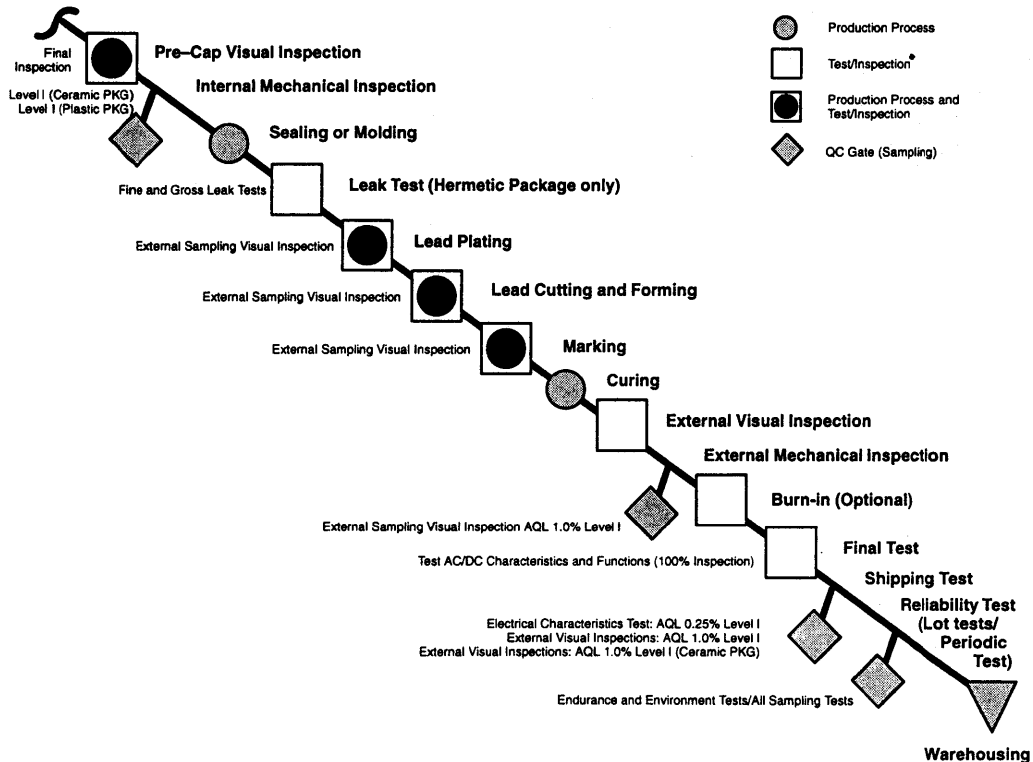 Production Process
Test/Inspection*
Production Process and
Test/Inspection
QC Gate (Sampling)
Final
Inspection
Pre–Cap Visual Inspection
Internal Mechanical Inspection
Level I (Ceramic PKG)
Level I (Plastic PKG)
Sealing or Molding
Leak Test (Hermetic Package only)
Fine and Gross Leak Tests
Lead Plating
External Sampling Visual Inspection
Lead Cutting and Forming
External Sampling Visual Inspection
Marking
External Sampling Visual Inspection
Curing
External Visual Inspection
External Mechanical Inspection
External Sampling Visual Inspection AQL 1.0% Level I
Burn-in (Optional)
Final Test
Test AC/DC Characteristics and Functions (100% Inspection)
Shipping Test
Electrical Characteristics Test: AQL 0.25% Level I
External Visual Inspections: AQL 1.0% Level I
External Visual Inspections: AQL 1.0% Level I (Ceramic PKG)
Reliability Test
(Lot tests/
Periodic
Test)
Endurance and Environment Tests/All Sampling Tests
Warehousing